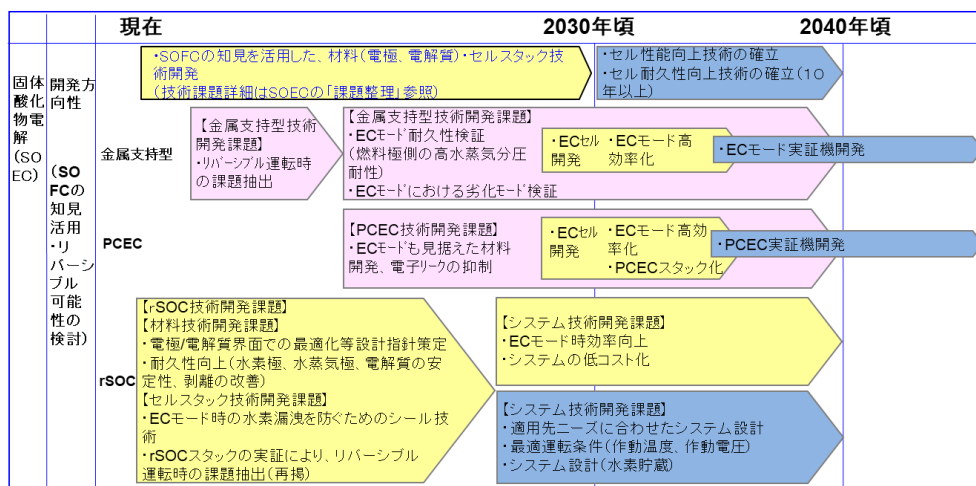 現在
2030年頃
2040年頃
固体
酸化
物電
解
(SO
EC)
開発方
向性
(SO
FCの
知見
活用
・リ
バーシ
ブル
可能
性の
検討)
・SOFCの知見を活用した、材料(電極、電解質)・セルスタック技
術開発
(技術課題詳細はSOECの「課題整理」参照)
・セル性能向上技術の確立
・セル耐久性向上技術の確立(10
年以上)
金属支持型
【金属支持型技術
開発課題】
・リバーシブル運転時
の課題抽出
【金属支持型技術開発課題】
・ECモード耐久性検証
(燃料極側の高水蒸気分圧
耐性)
・ECモードにおける劣化モード検証
・ECセル
開発
・ECモード高
効率化
・ECモード実証機開発
PCEC
【PCEC技術開発課題】
・ECモードも見据えた材料
開発、電子リークの抑制
・ECセル
開発
・ECモード高効
率化
・PCECスタック化
・PCEC実証機開発
rSOC
【rSOC技術開発課題】
【材料技術開発課題】
・電極/電解質界面での最適化等設計指針策定
・耐久性向上(水素極、水蒸気極、電解質の安
定性、剥離の改善)
【セルスタック技術開発課題】
・ECモード時の水素漏洩を防ぐためのシール技
術
・rSOCスタックの実証により、リバーシブル
運転時の課題抽出(再掲)
【システム技術開発課題】
・ECモード時効率向上
・システムの低コスト化
【システム技術開発課題】
・適用先ニーズに合わせたシステム設計
・最適運転条件(作動温度、作動電圧)
・システム設計(水素貯蔵)